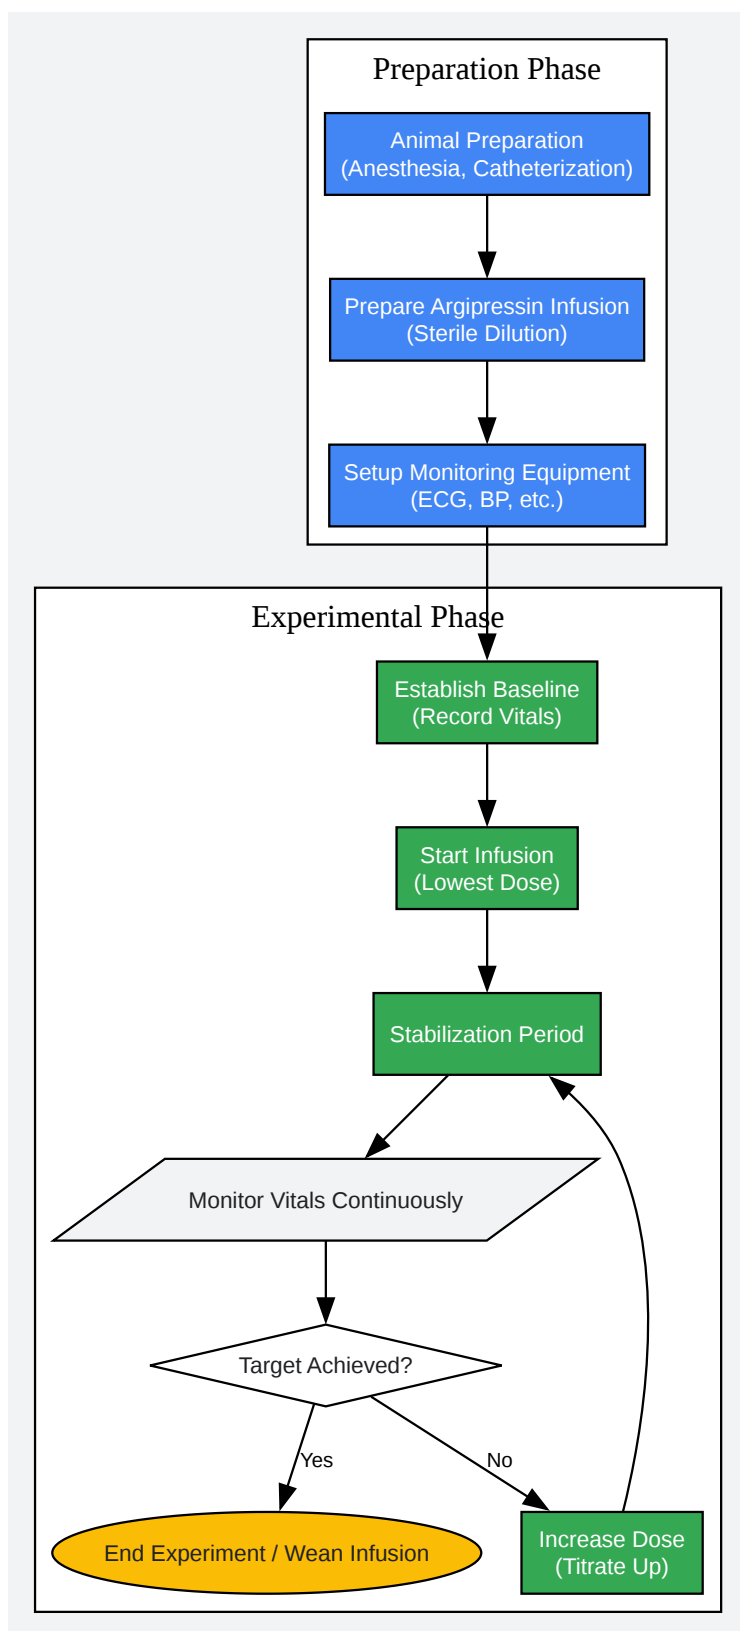 Preparation Phase
Animal Preparation
(Anesthesia, Catheterization)
Prepare Argipressin Infusion
(Sterile Dilution)
Setup Monitoring Equipment
(ECG, BP, etc.)
Experimental Phase
Establish Baseline
(Record Vitals)
Start Infusion
(Lowest Dose)
Stabilization Period
Monitor Vitals Continuously
Target Achieved?
Yes
No
End Experiment / Wean Infusion
Increase Dose
(Titrate Up)